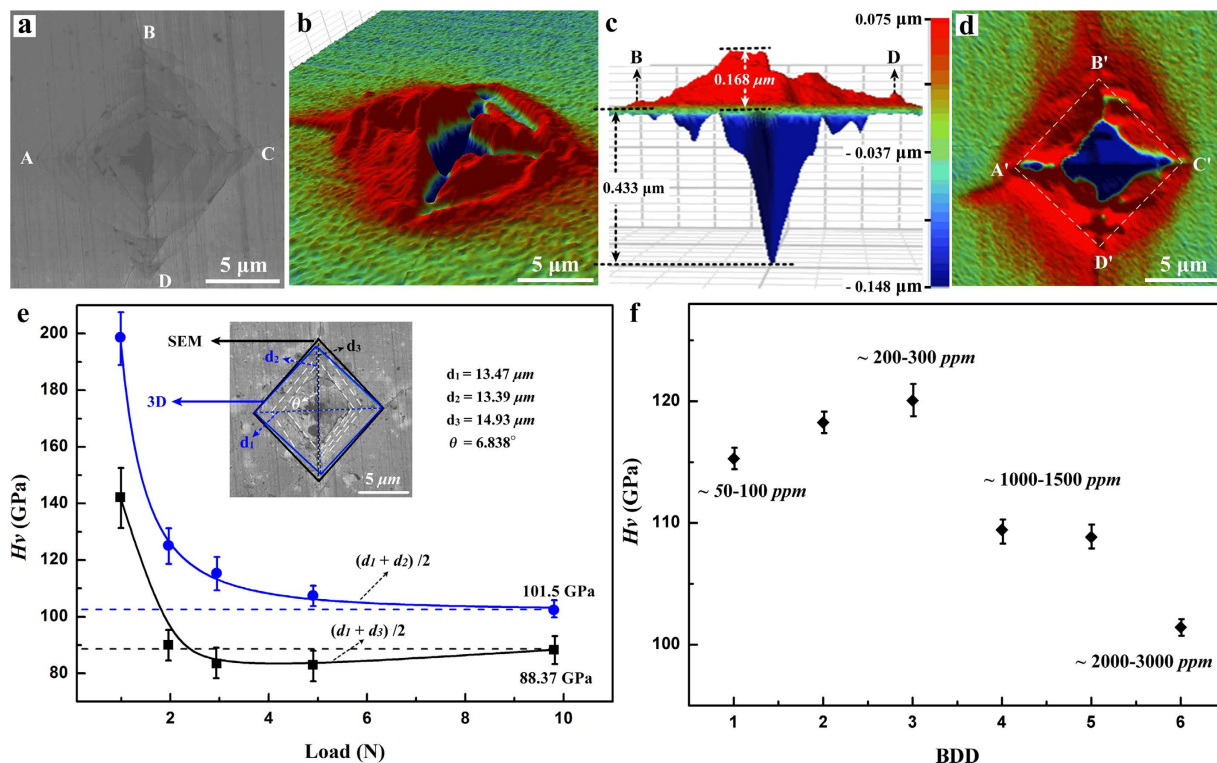 a
B
A
C
D
5 μm
b
5 μm
c
B
D
0.168 μm
0.433 μm
5 μm
0.075 μm
- 0.037 μm
- 0.148 μm
d
B'
A'
C'
D'
5 μm
e
Hv (GPa)
200
180
160
140
120
100
80
2
4
6
8
10
Load (N)
SEM
3D
d₂
d₃
θ
d₁
5 μm
d₁ = 13.47 μm
d₂ = 13.39 μm
d₃ = 14.93 μm
θ = 6.838°
(d₁ + d₂) /2
101.5 GPa
(d₁ + d₃) /2
88.37 GPa
f
Hv (GPa)
120
110
100
1
2
3
4
5
6
BDD
~ 50-100 ppm
~ 200-300 ppm
~ 1000-1500 ppm
~ 2000-3000 ppm